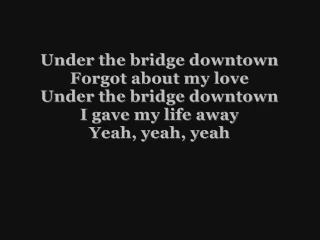 Under the bridge downtown
Forgot about my love
Under the bridge downtown
I gave my life away
Yeah, yeah, yeah